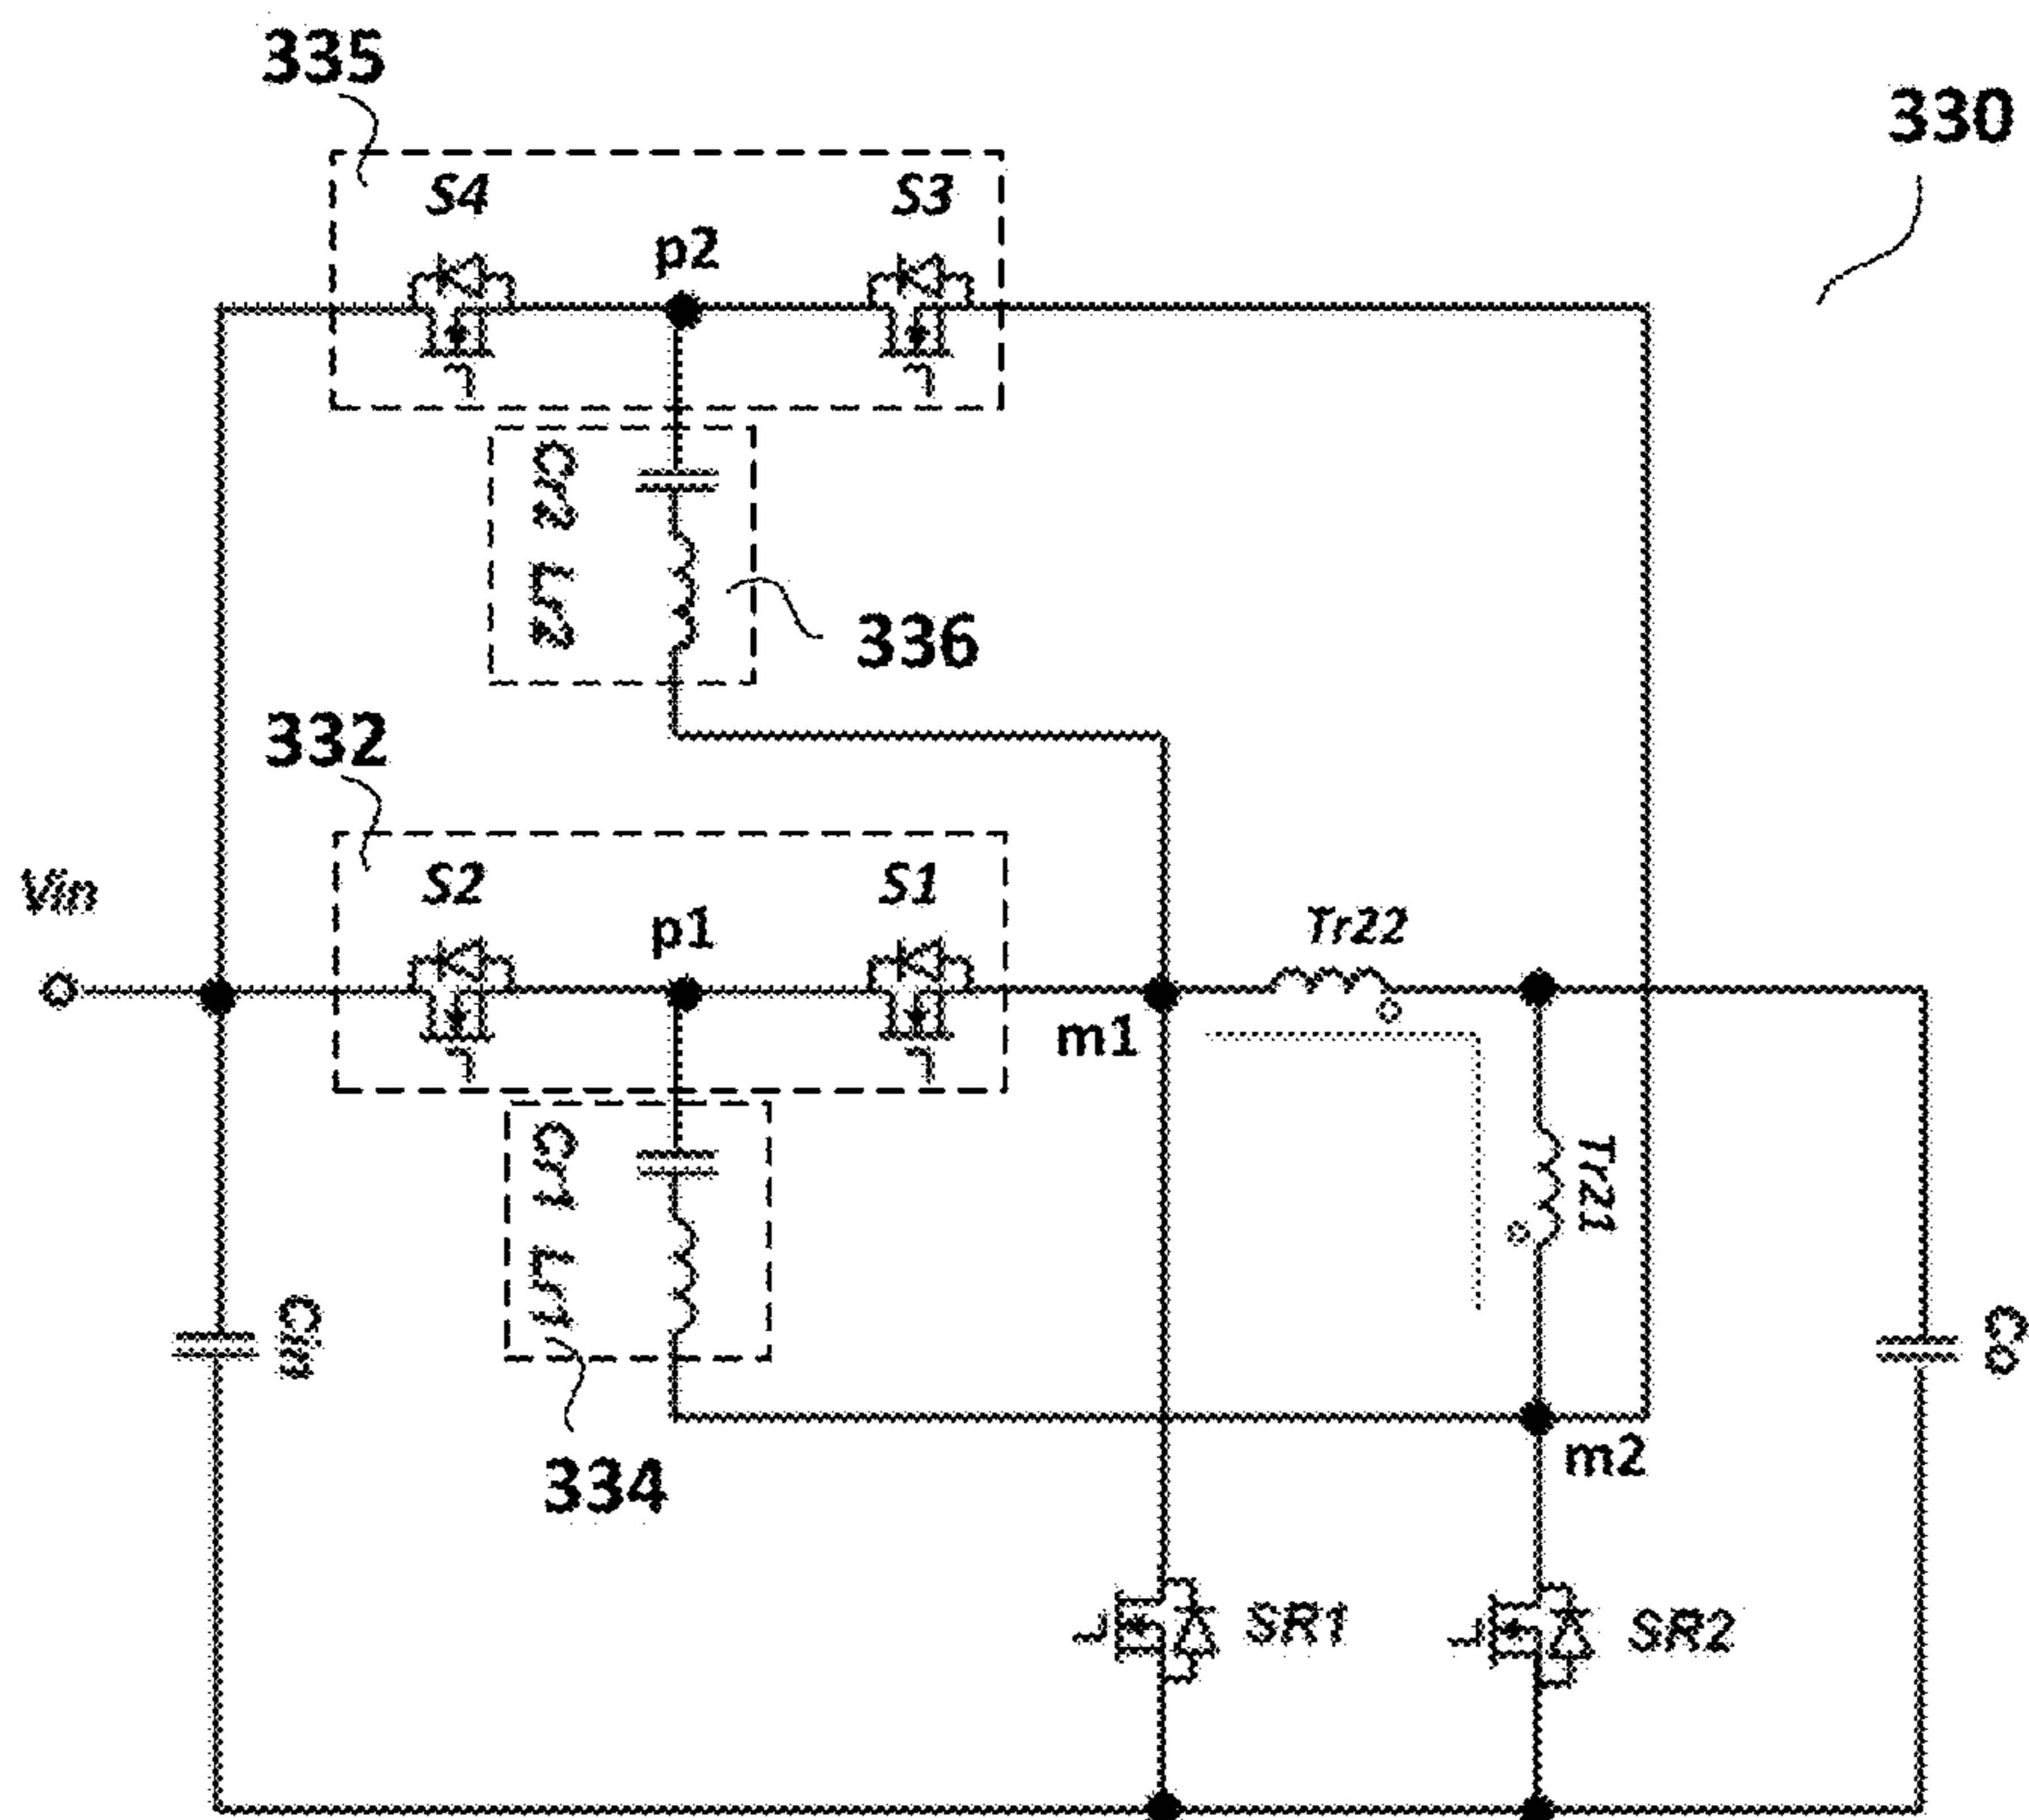 335
330
S4
S3
p2
Cr2 Lr2
336
332
Vin
S2
S1
p1
Tr22
m1
Cr1 Lr1
Tr21
Cin
Co
m2
334
SR1
SR2